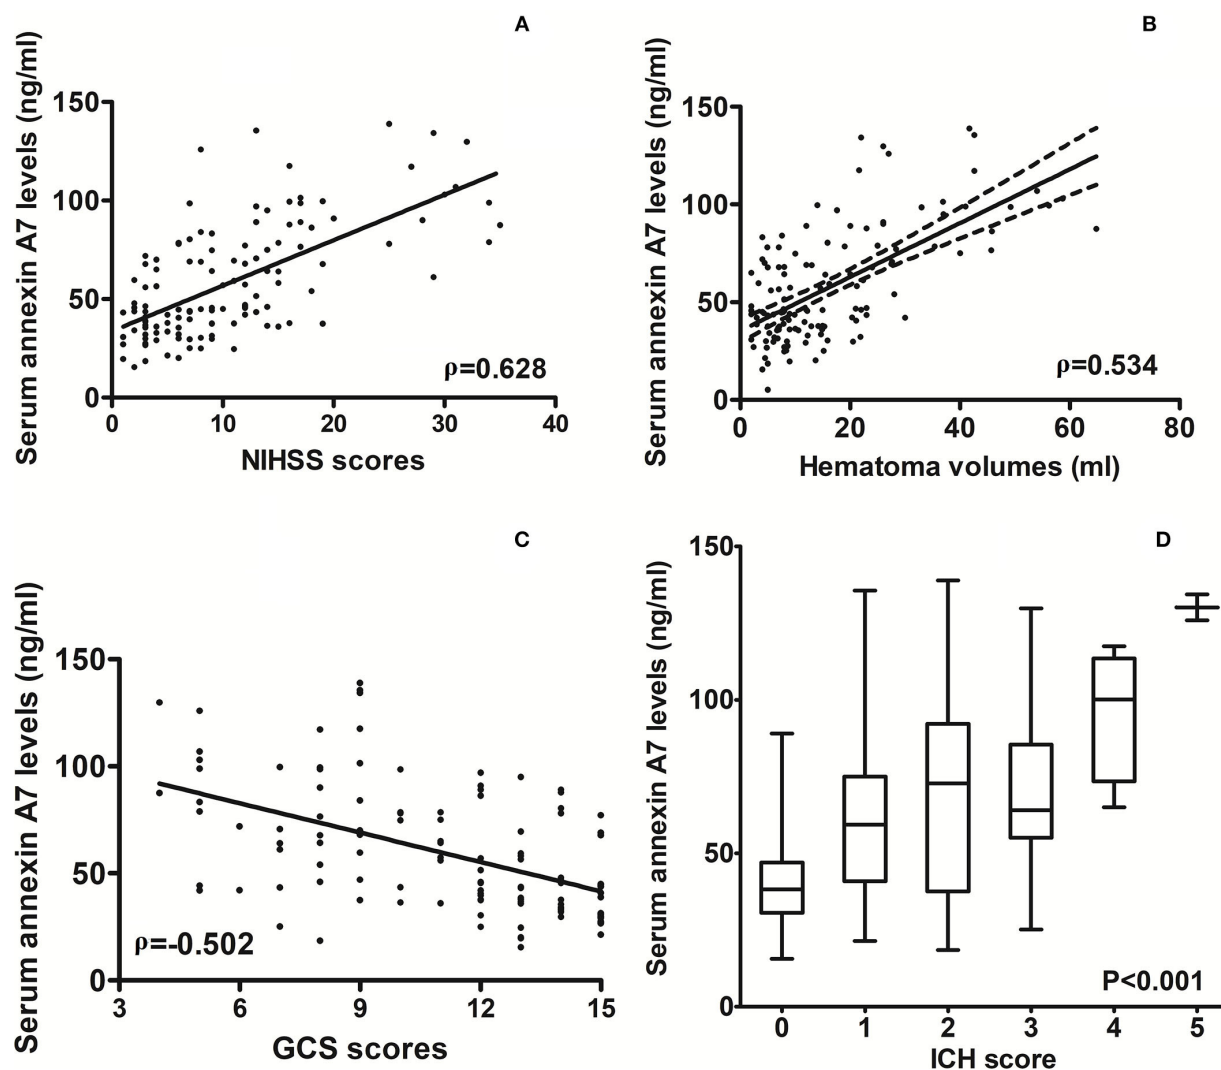 A
Serum annexin A7 levels (ng/ml)
150
100
50
0
ρ=0.628
0 10 20 30 40
NIHSS scores
B
Serum annexin A7 levels (ng/ml)
150
100
50
0
ρ=0.534
0 20 40 60 80
Hematoma volumes (ml)
C
Serum annexin A7 levels (ng/ml)
150
100
50
0
ρ=-0.502
3 6 9 12 15
GCS scores
D
Serum annexin A7 levels (ng/ml)
150
100
50
0
P<0.001
0 1 2 3 4 5
ICH score